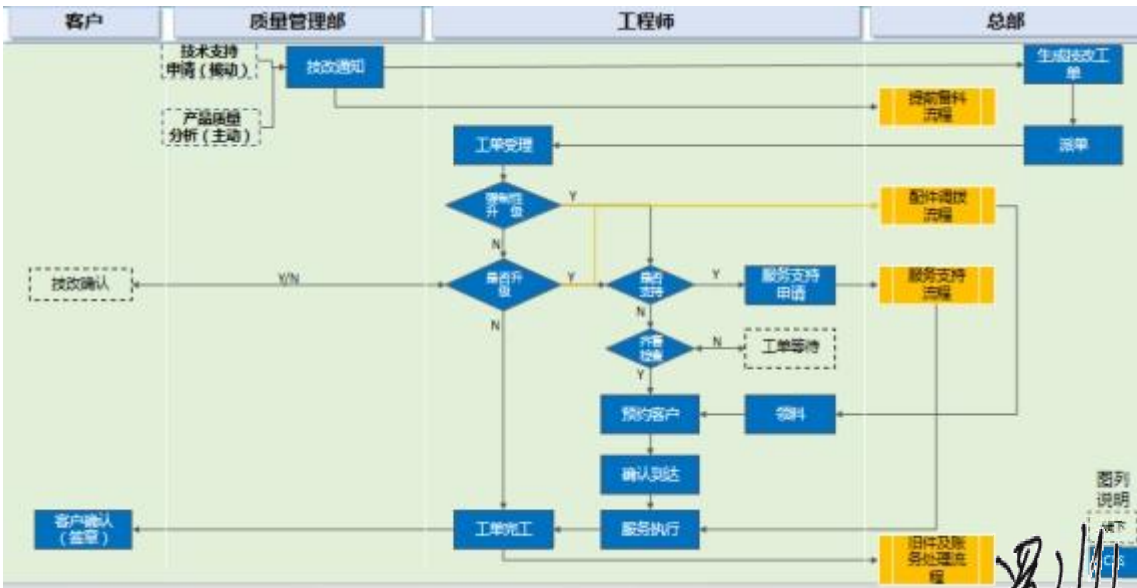 客户
质量管理部
工程师
总部
技术支持
申请（被动）
技改通知
生成技改工
单
提前备料
流程
产品质量
分析（主动）
工单受理
派单
强制性
升 级
Y
配件调拨
流程
N
技改确认
Y/N
是否升
级
Y
是否
支持
Y
服务支持
申请
服务支持
流程
N
N
齐套
检查
N
工单等待
Y
预约客户
领料
确认到达
图列
说明
线下
客户确认
（签章）
工单完工
服务执行
旧件及账
务处理流
程